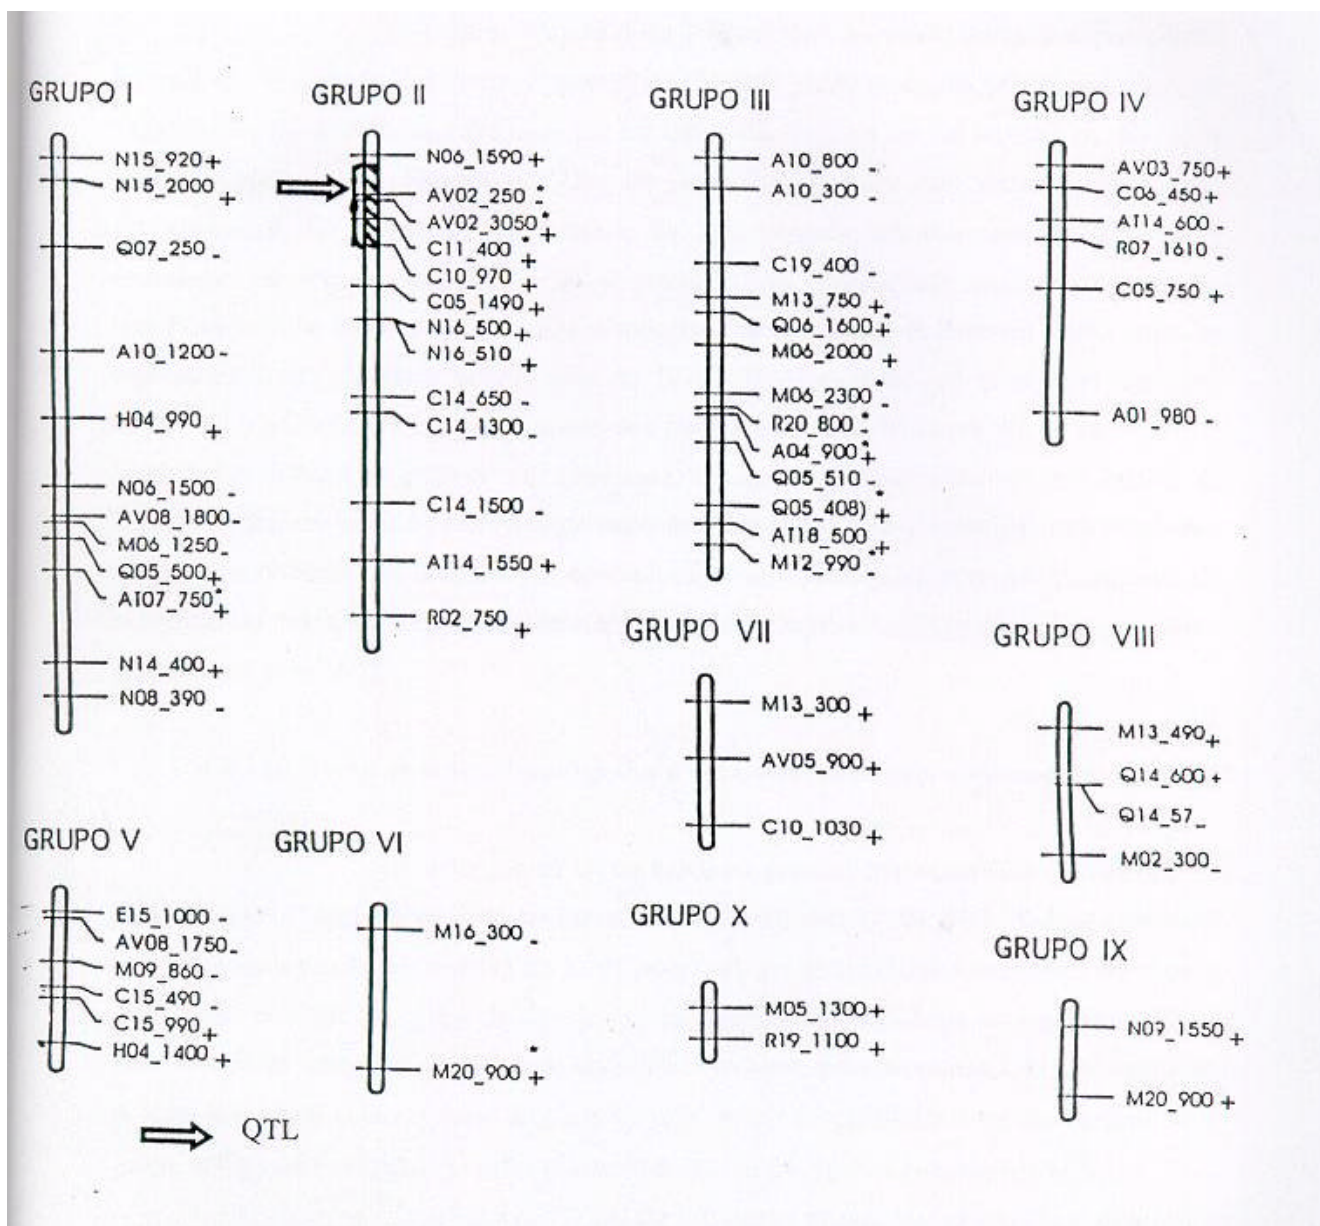 GRUPO I
N15_920 +
N15_2000 +
Q07_250 -
A10_1200 -
H04_990 +
N06_1500 -
AV08_1800 -
M06_1250 -
Q05_500 +
AI07_750* +
N14_400 +
N08_390 -
GRUPO II
N06_1590 +
AV02_250* -
AV02_3050* +
C11_400* +
C10_970 +
C05_1490 +
N16_500 +
N16_510 +
C14_650 -
C14_1300 -
C14_1500 -
AI14_1550 +
R02_750 +
GRUPO III
A10_800 -
A10_300 -
C19_400 -
M13_750 +
Q06_1600* +
M06_2000 +
M06_2300* -
R20_800* -
A04_900* +
Q05_510 -
Q05_408)* +
AI18_500 +
M12_990* +
GRUPO IV
AV03_750 +
C06_450 +
AI14_600 -
R07_1610 -
C05_750 +
A01_980 -
GRUPO VII
M13_300 +
AV05_900 +
C10_1030 +
GRUPO VIII
M13_490 +
Q14_600 +
Q14_57 -
M02_300 -
GRUPO V
E15_1000 -
AV08_1750 -
M09_860 -
C15_490 -
C15_990 +
H04_1400 +
GRUPO VI
M16_300 -
M20_900* +
GRUPO X
M05_1300 +
R19_1100 +
GRUPO IX
N09_1550 +
M20_900 +
QTL